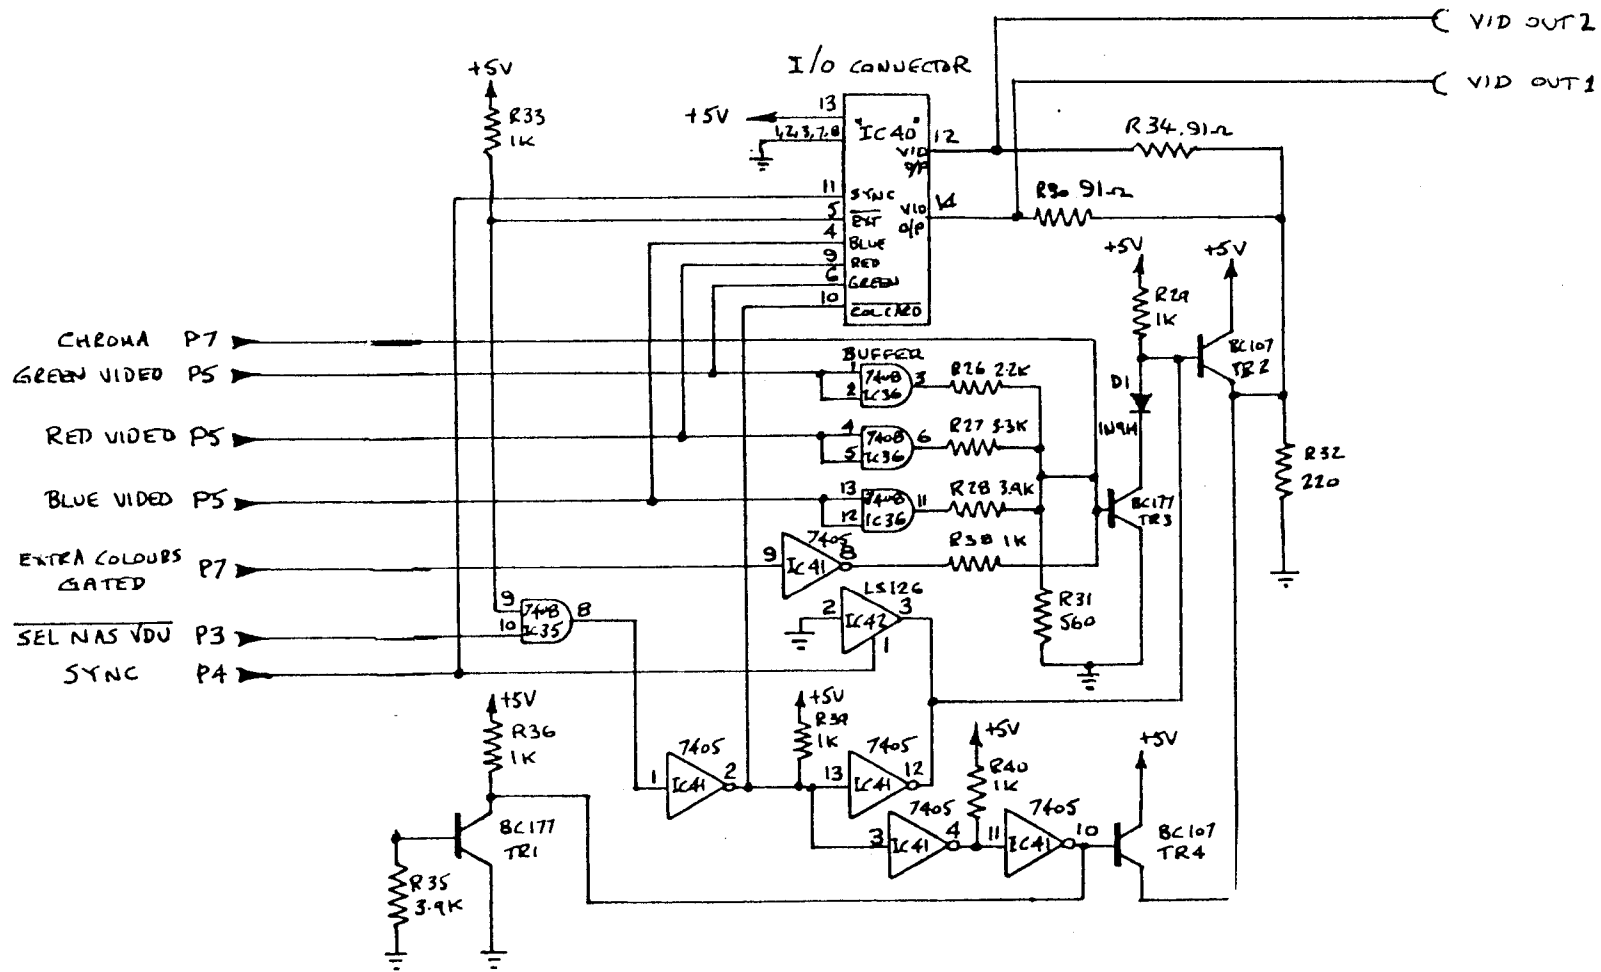 VID OUT 2
VID OUT 1
I/O CONNECTOR
+5V
R33
1K
+5V
13
1,2,3,7,8
"IC40"
12
VID
O/P
R34 91Ω
11
SYNC
5
EXT
4
BLUE
9
RED
6
GREEN
10
COLCARD
14
VID
O/P
R30 91Ω
+5V
+5V
R29
1K
BC107
TR2
D1
1N914
CHROMA P7
GREEN VIDEO P5
RED VIDEO P5
BLUE VIDEO P5
EXTRA COLOURS
GATED
P7
SEL NAS VDU P3
SYNC P4
BUFFER
1
2
7408
IC36
3
R26 2.2K
4
5
7408
IC36
6
R27 3.3K
13
12
7408
IC36
11
R28 3.9K
9
7405
IC41
8
R38 1K
BC177
TR3
R32
220
9
10
7408
IC35
8
LS126
2
IC42
3
1
R31
560
+5V
R36
1K
BC177
TR1
R35
3.9K
1
7405
IC41
2
+5V
R39
1K
13
7405
IC41
12
+5V
R40
1K
3
7405
IC41
4
11
7405
IC41
10
+5V
BC107
TR4